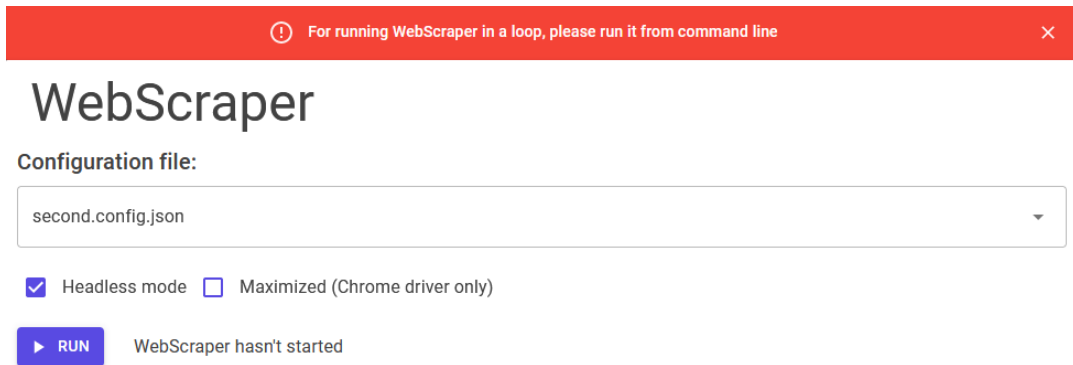 For running WebScraper in a loop, please run it from command line
WebScraper
Configuration file:
second.config.json
Headless mode Maximized (Chrome driver only)
RUN WebScraper hasn't started